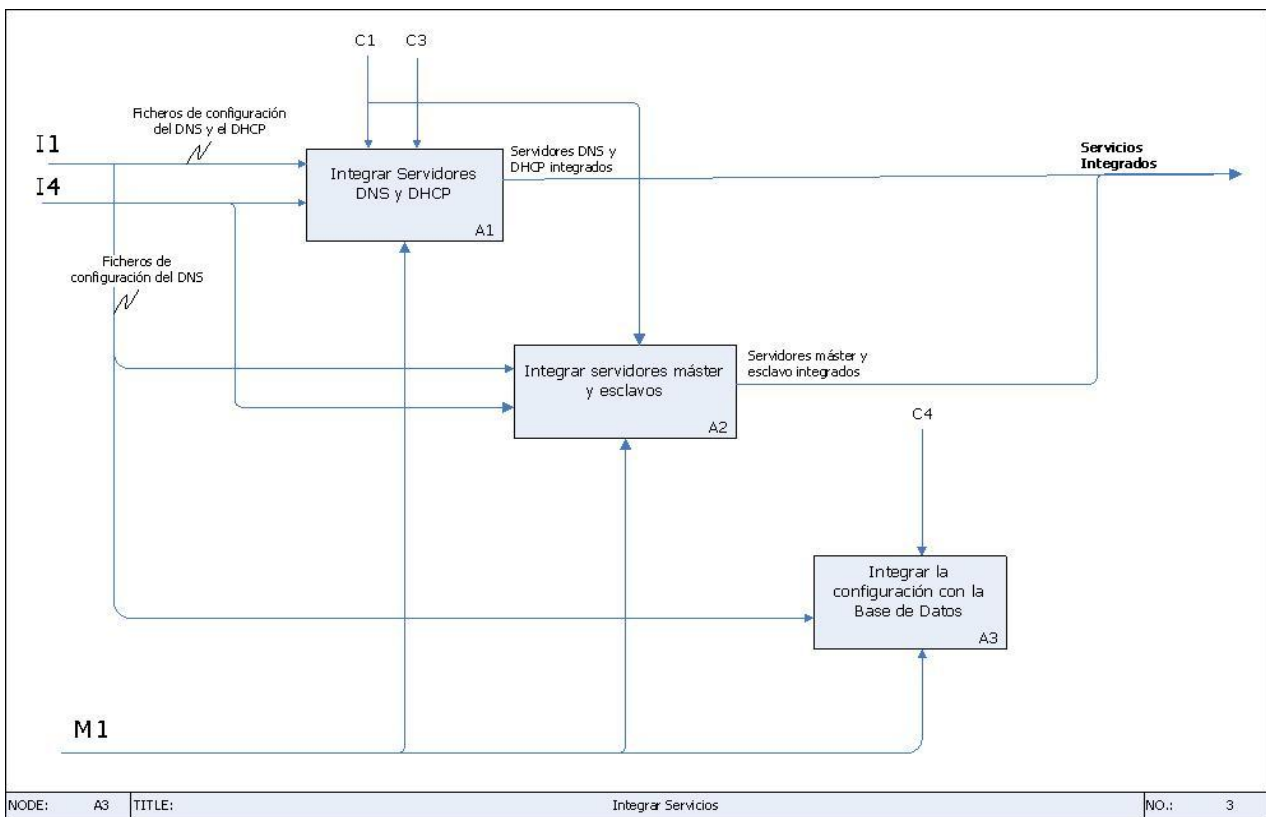 C1 C3
Ficheros de configuración
del DNS y el DHCP
I1
I4
Integrar Servidores
DNS y DHCP
A1
Servidores DNS y
DHCP integrados
Servicios
Integrados
Ficheros de
configuración del DNS
Integrar servidores máster
y esclavos
A2
Servidores máster y
esclavo integrados
C4
Integrar la
configuración con la
Base de Datos
A3
M1
NODE: A3 TITLE: Integrar Servicios NO.: 3